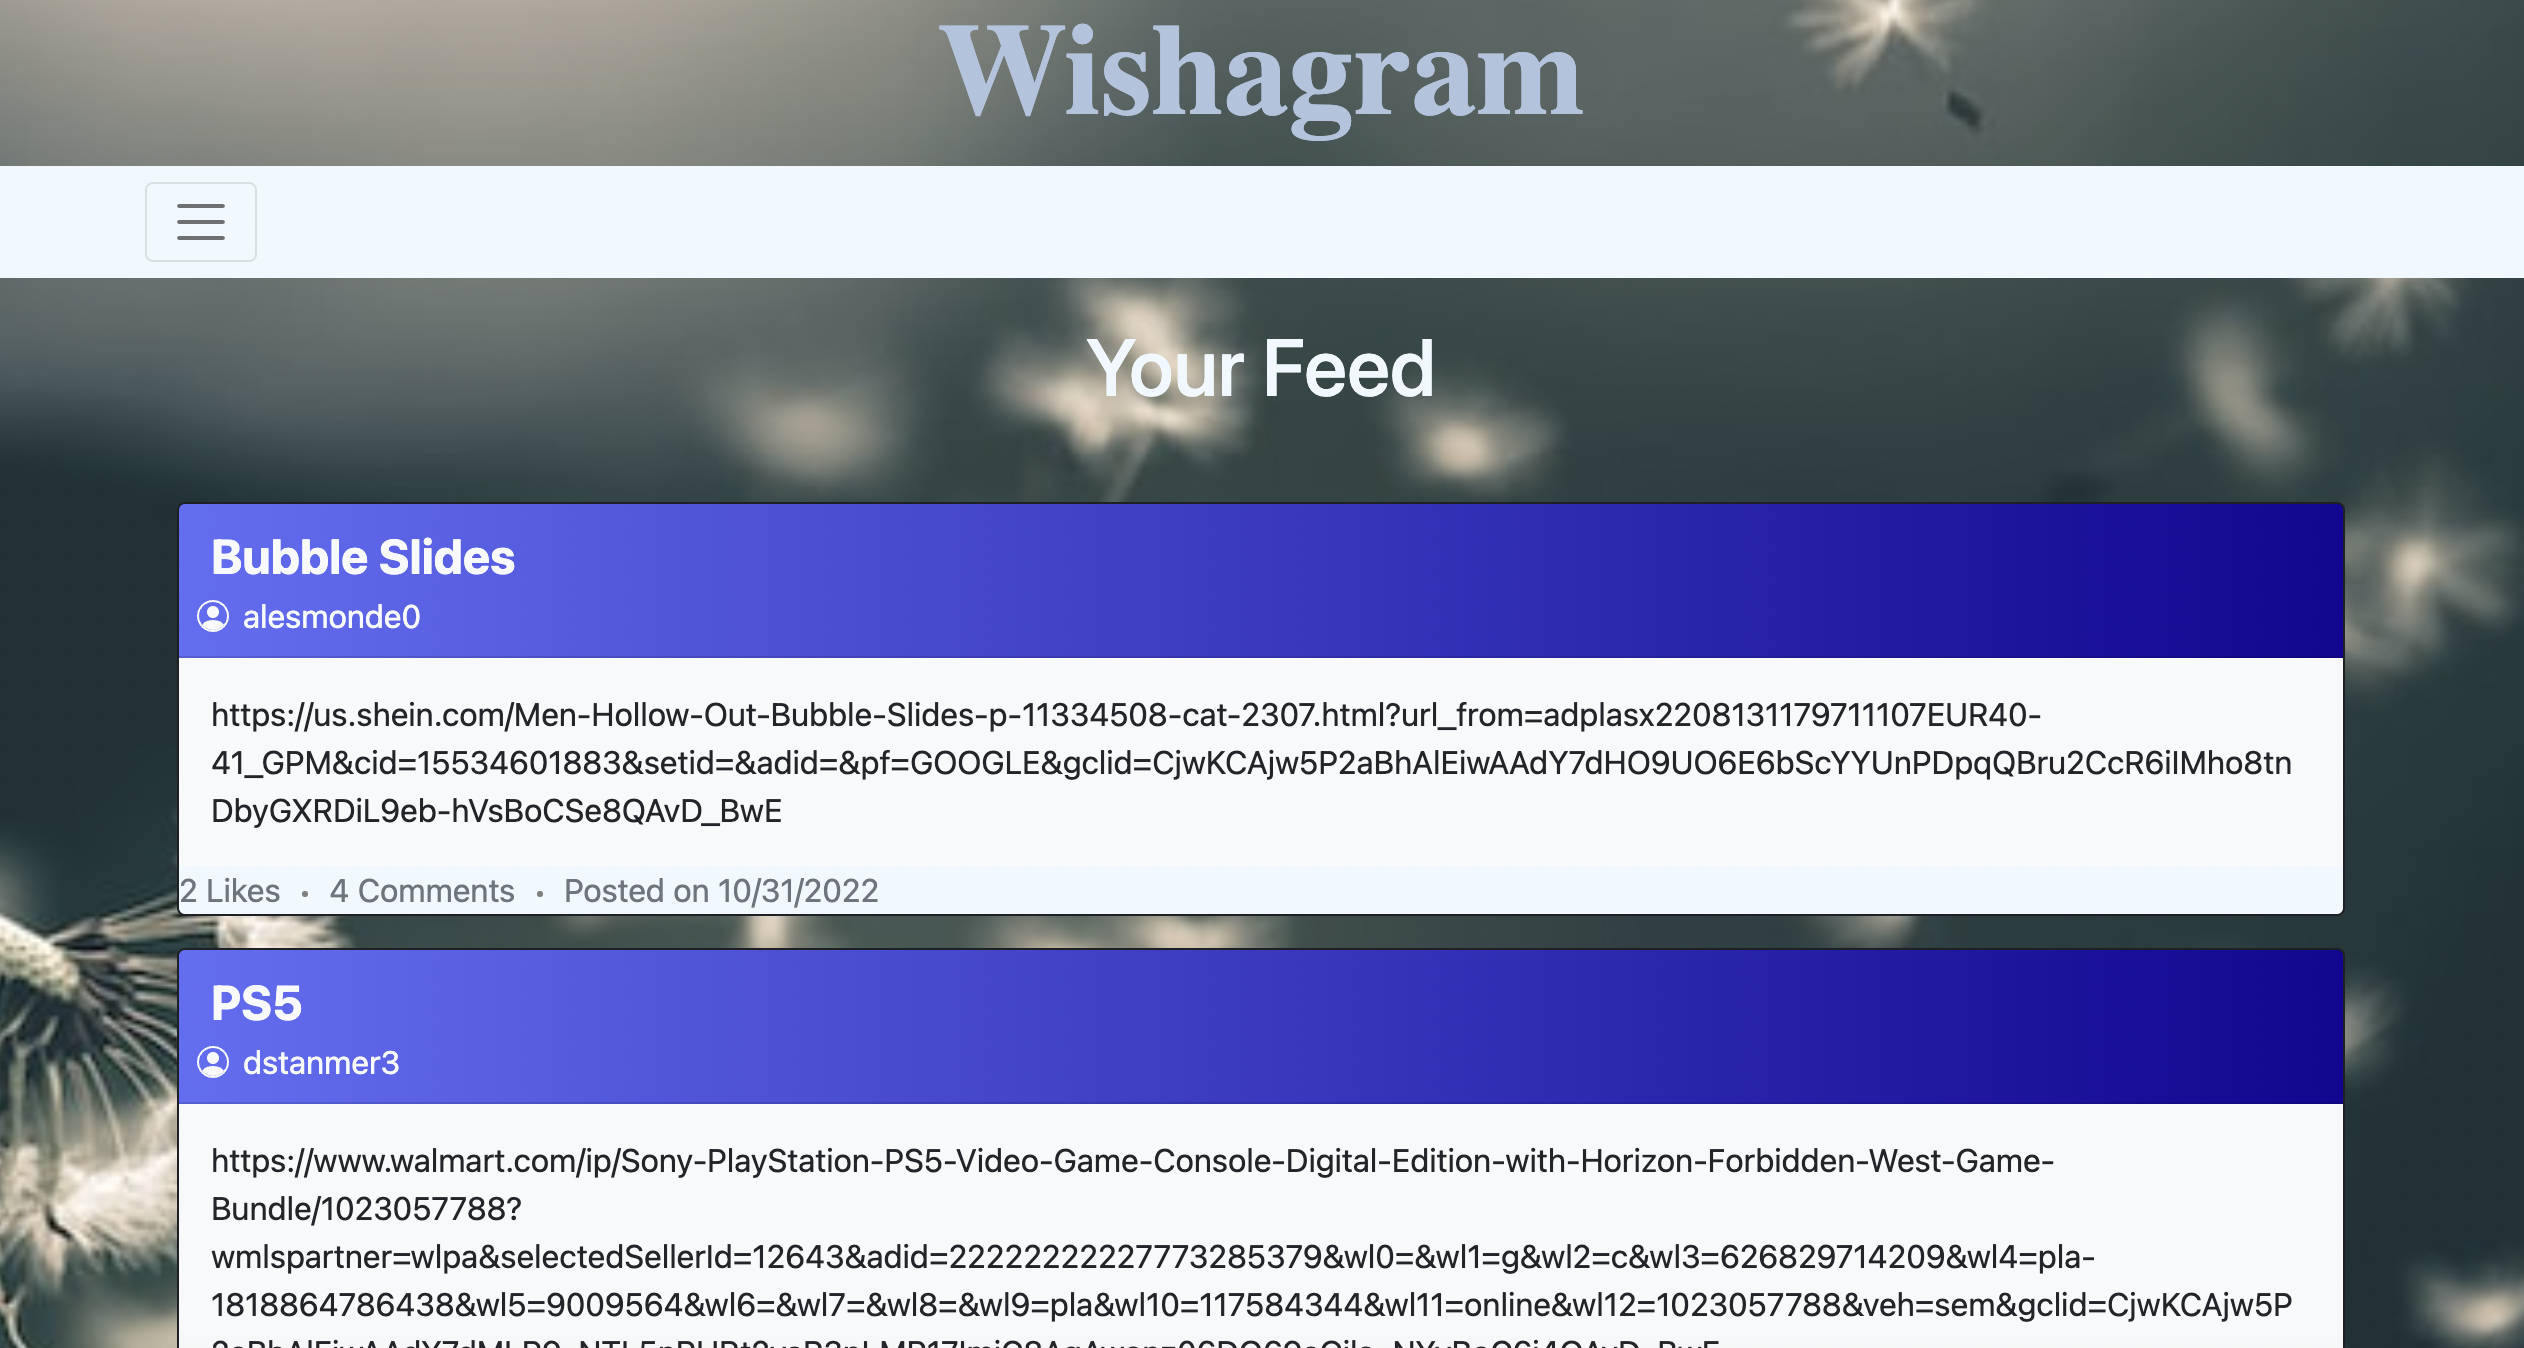 Wishagram
Your Feed
Bubble Slides
alesmonde0
https://us.shein.com/Men-Hollow-Out-Bubble-Slides-p-11334508-cat-2307.html?url_from=adplasx2208131179711107EUR40-
41_GPM&cid=15534601883&setid=&adid=&pf=GOOGLE&gclid=CjwKCAjw5P2aBhAlEiwAAdY7dHO9UO6E6bScYYUnPDpqQBru2CcR6iIMho8tn
DbyGXRDiL9eb-hVsBoCSe8QAvD_BwE
2 Likes • 4 Comments • Posted on 10/31/2022
PS5
dstanmer3
https://www.walmart.com/ip/Sony-PlayStation-PS5-Video-Game-Console-Digital-Edition-with-Horizon-Forbidden-West-Game-
Bundle/1023057788?
wmlspartner=wlpa&selectedSellerId=12643&adid=22222222227773285379&wl0=&wl1=g&wl2=c&wl3=626829714209&wl4=pla-
1818864786438&wl5=9009564&wl6=&wl7=&wl8=&wl9=pla&wl10=117584344&wl11=online&wl12=1023057788&veh=sem&gclid=CjwKCAjw5P